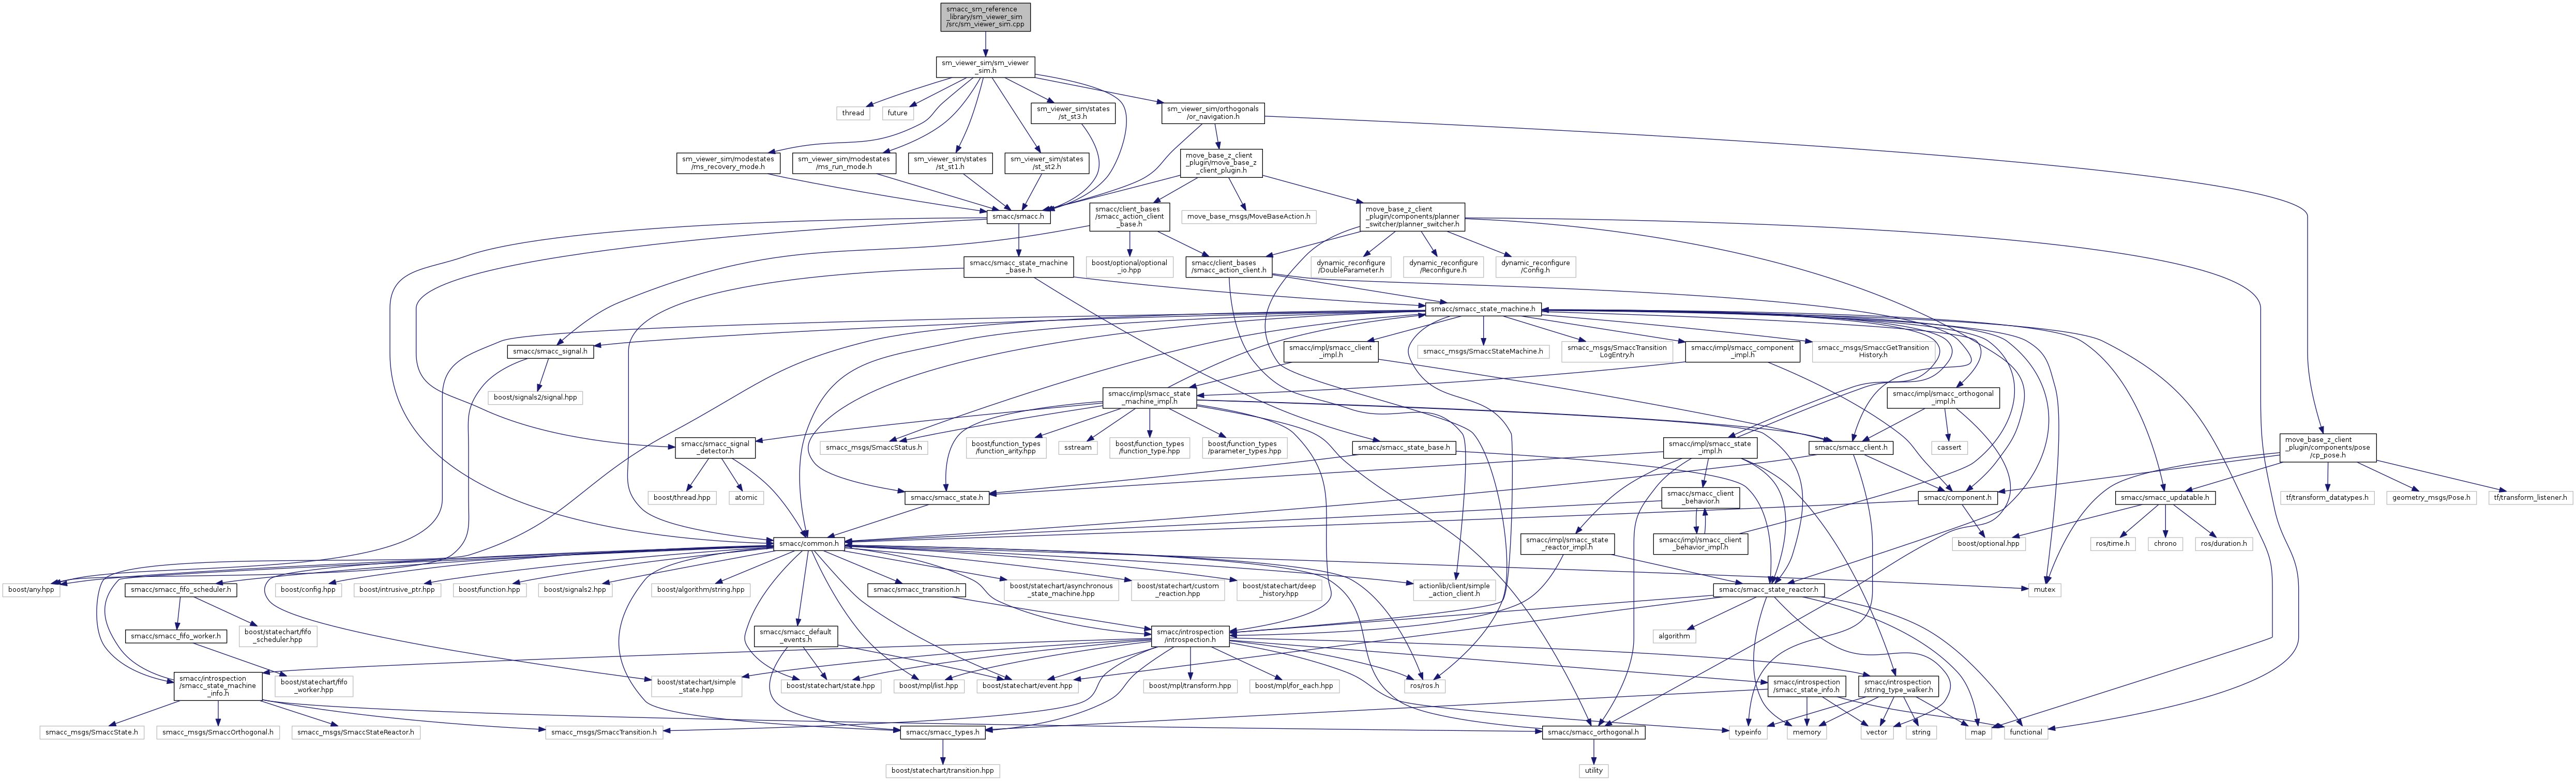 smacc_sm_reference
_library/sm_viewer_sim
/src/sm_viewer_sim.cpp
sm_viewer_sim/sm_viewer
_sim.h
thread
future
sm_viewer_sim/states
/st_st3.h
sm_viewer_sim/orthogonals
/or_navigation.h
sm_viewer_sim/modestates
/ms_recovery_mode.h
sm_viewer_sim/modestates
/ms_run_mode.h
sm_viewer_sim/states
/st_st1.h
sm_viewer_sim/states
/st_st2.h
move_base_z_client
_plugin/move_base_z
_client_plugin.h
smacc/smacc.h
smacc/client_bases
/smacc_action_client
_base.h
move_base_msgs/MoveBaseAction.h
move_base_z_client
_plugin/components/planner
_switcher/planner_switcher.h
smacc/smacc_state_machine
_base.h
boost/optional/optional
_io.hpp
smacc/client_bases
/smacc_action_client.h
dynamic_reconfigure
/DoubleParameter.h
dynamic_reconfigure
/Reconfigure.h
dynamic_reconfigure
/Config.h
smacc/smacc_state_machine.h
smacc/smacc_signal.h
smacc/impl/smacc_client
_impl.h
smacc_msgs/SmaccStateMachine.h
smacc_msgs/SmaccTransition
LogEntry.h
smacc/impl/smacc_component
_impl.h
smacc_msgs/SmaccGetTransition
History.h
boost/signals2/signal.hpp
smacc/impl/smacc_state
_machine_impl.h
smacc/impl/smacc_orthogonal
_impl.h
smacc/smacc_signal
_detector.h
smacc_msgs/SmaccStatus.h
boost/function_types
/function_arity.hpp
sstream
boost/function_types
/function_type.hpp
boost/function_types
/parameter_types.hpp
smacc/smacc_state_base.h
smacc/impl/smacc_state
_impl.h
smacc/smacc_client.h
cassert
move_base_z_client
_plugin/components/pose
/cp_pose.h
boost/thread.hpp
atomic
smacc/smacc_state.h
smacc/smacc_client
_behavior.h
smacc/component.h
smacc/smacc_updatable.h
tf/transform_datatypes.h
geometry_msgs/Pose.h
tf/transform_listener.h
smacc/common.h
smacc/impl/smacc_state
_reactor_impl.h
smacc/impl/smacc_client
_behavior_impl.h
boost/optional.hpp
ros/time.h
chrono
ros/duration.h
boost/any.hpp
smacc/smacc_fifo_scheduler.h
boost/config.hpp
boost/intrusive_ptr.hpp
boost/function.hpp
boost/signals2.hpp
boost/algorithm/string.hpp
smacc/smacc_transition.h
boost/statechart/asynchronous
_state_machine.hpp
boost/statechart/custom
_reaction.hpp
boost/statechart/deep
_history.hpp
actionlib/client/simple
_action_client.h
smacc/smacc_state_reactor.h
mutex
smacc/smacc_fifo_worker.h
boost/statechart/fifo
_scheduler.hpp
smacc/smacc_default
_events.h
smacc/introspection
/introspection.h
algorithm
smacc/introspection
/smacc_state_machine
_info.h
boost/statechart/fifo
_worker.hpp
boost/statechart/simple
_state.hpp
boost/statechart/state.hpp
boost/mpl/list.hpp
boost/statechart/event.hpp
boost/mpl/transform.hpp
boost/mpl/for_each.hpp
ros/ros.h
smacc/introspection
/smacc_state_info.h
smacc/introspection
/string_type_walker.h
smacc_msgs/SmaccState.h
smacc_msgs/SmaccOrthogonal.h
smacc_msgs/SmaccStateReactor.h
smacc_msgs/SmaccTransition.h
smacc/smacc_types.h
smacc/smacc_orthogonal.h
typeinfo
memory
vector
string
map
functional
boost/statechart/transition.hpp
utility